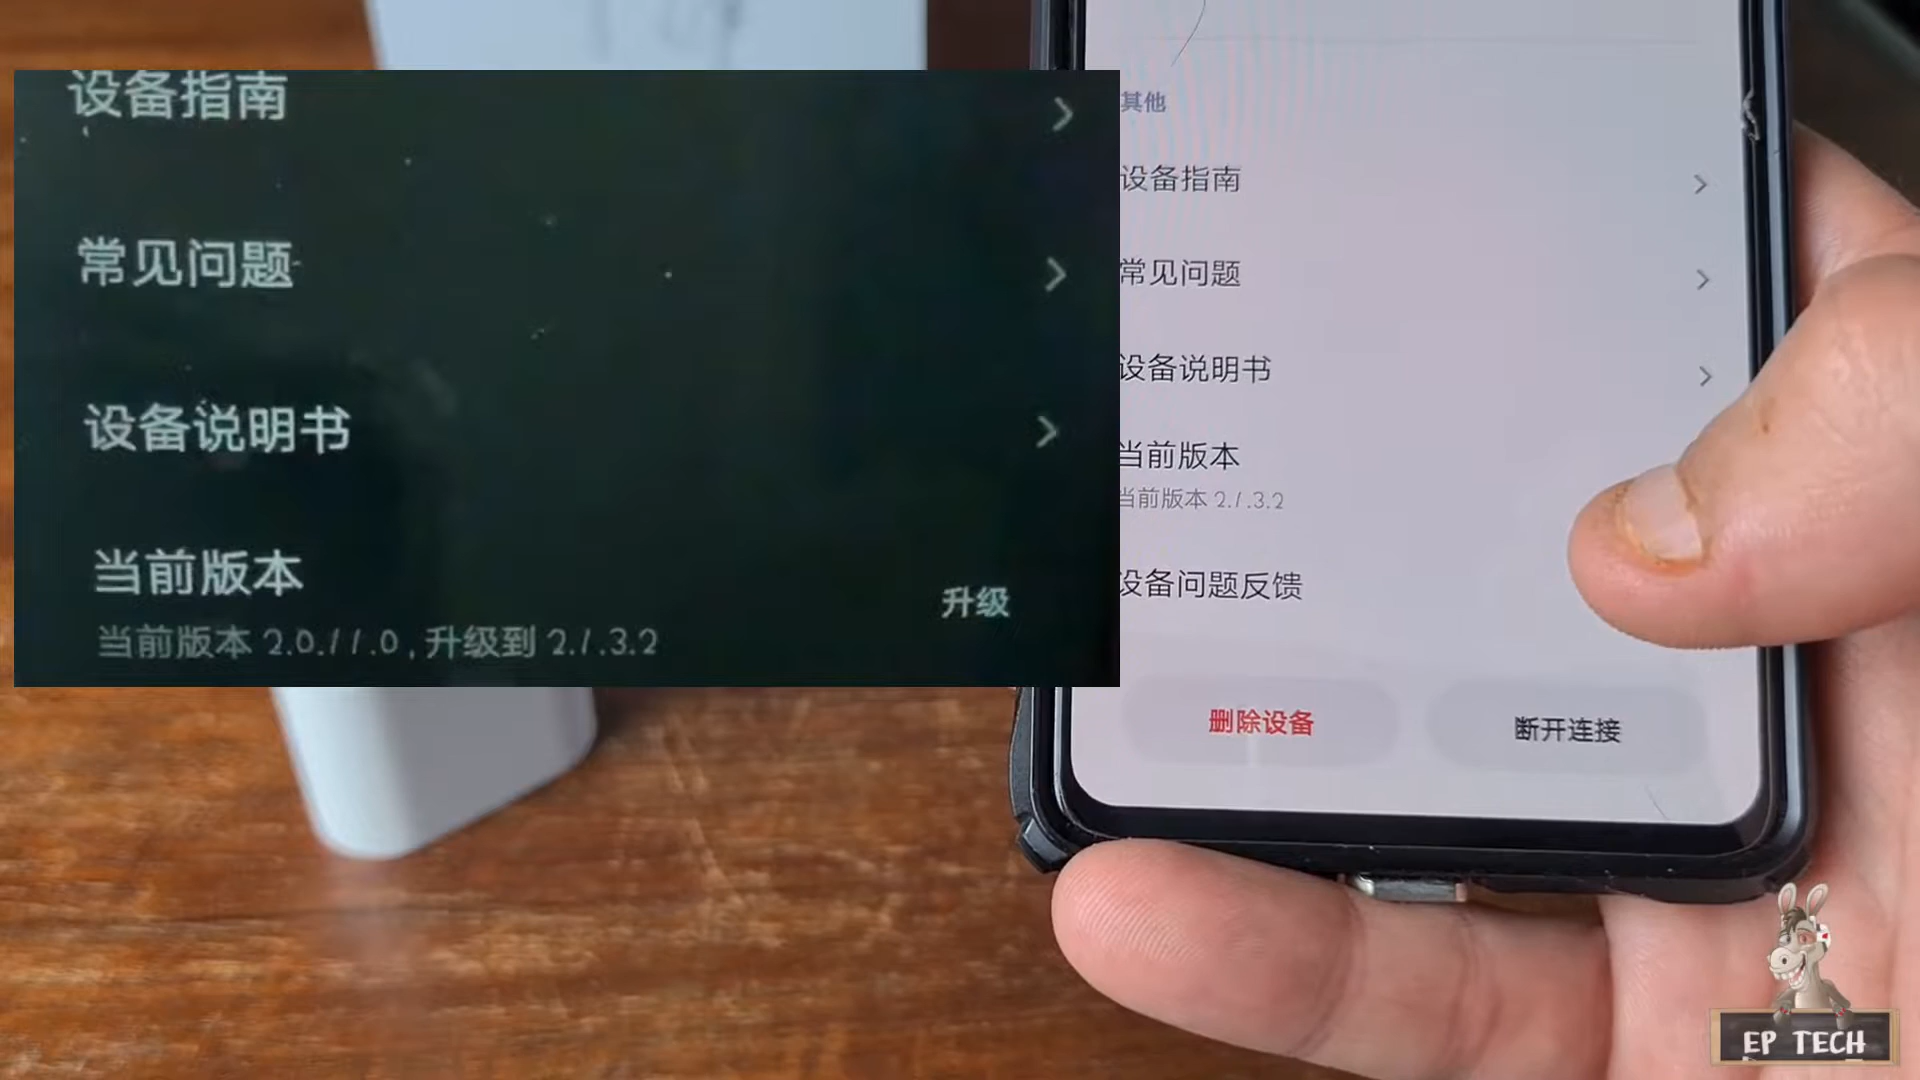 设备指南
常见问题
设备说明书
当前版本
升级
当前版本 2.0.11.0，升级到 2.1.3.2
其他
设备指南
常见问题
设备说明书
当前版本
当前版本 2.1.3.2
设备问题反馈
删除设备
断开连接
EP TECH